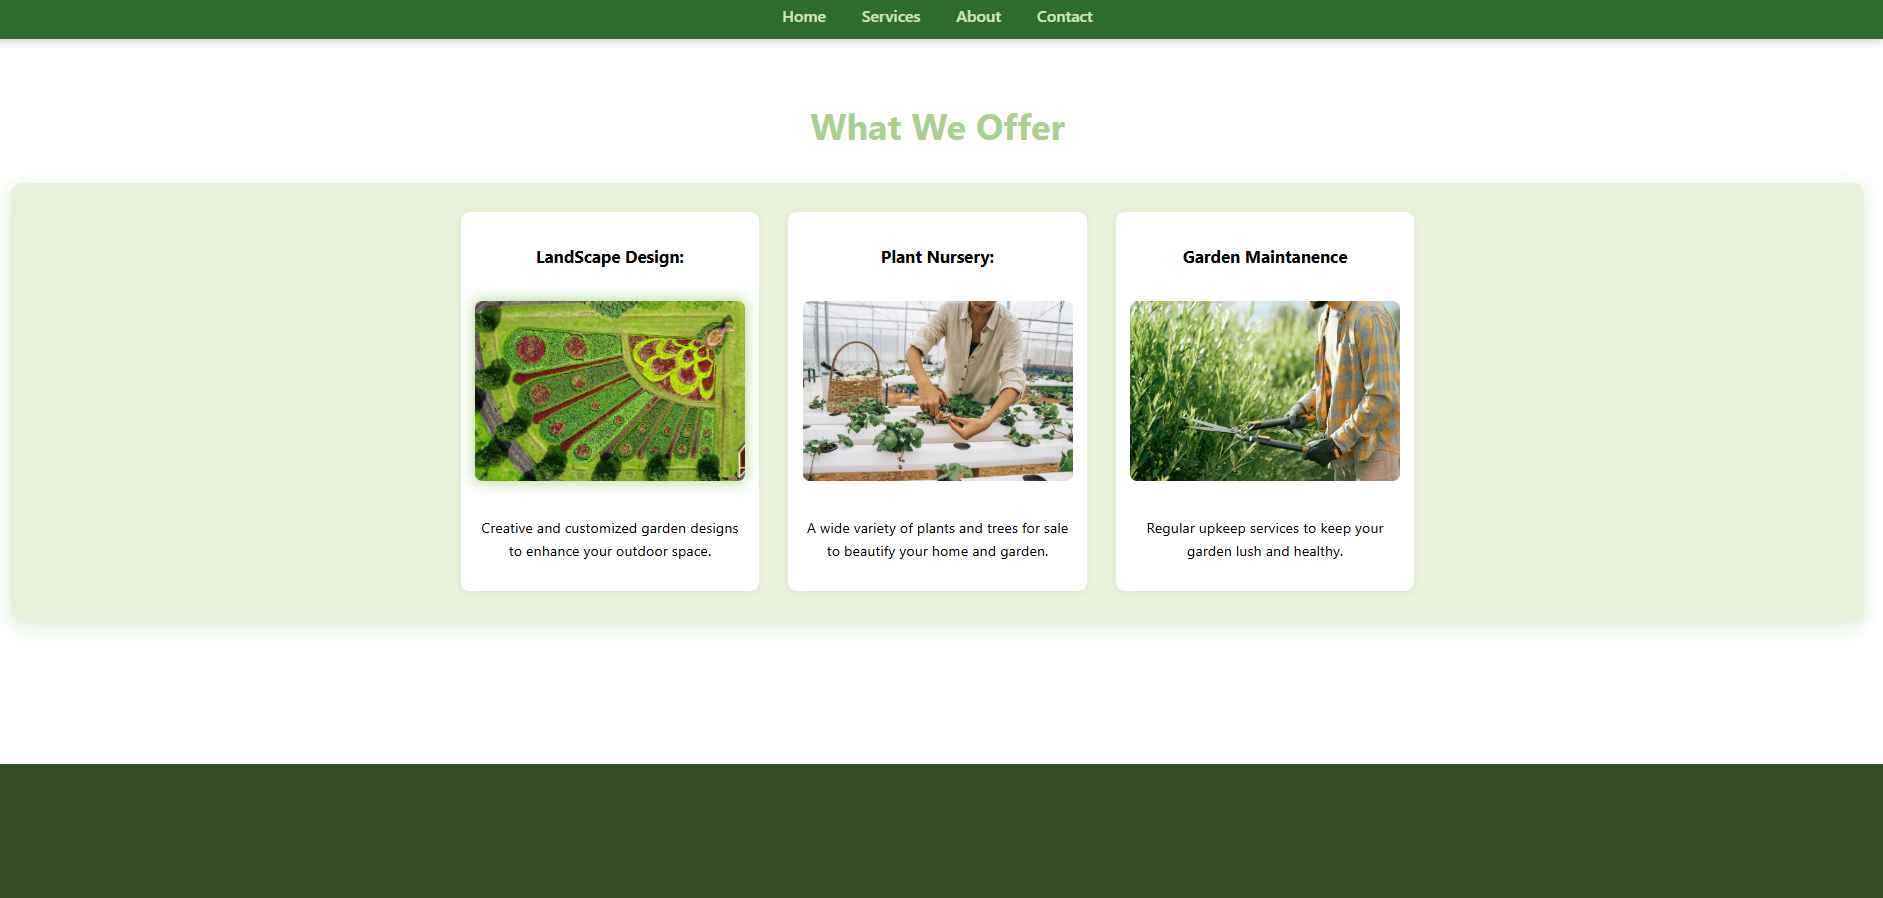 Home Services About Contact
What We Offer
LandScape Design:
Creative and customized garden designs
to enhance your outdoor space.
Plant Nursery:
A wide variety of plants and trees for sale
to beautify your home and garden.
Garden Maintanence
Regular upkeep services to keep your
garden lush and healthy.